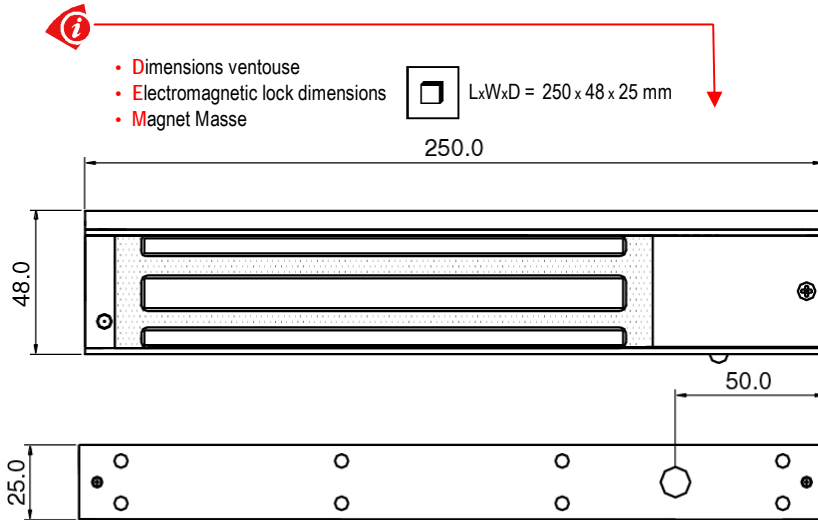 i
• Dimensions ventouse
• Electromagnetic lock dimensions
• Magnet Masse
LxWxD = 250 x 48 x 25 mm
250.0
48.0
50.0
25.0